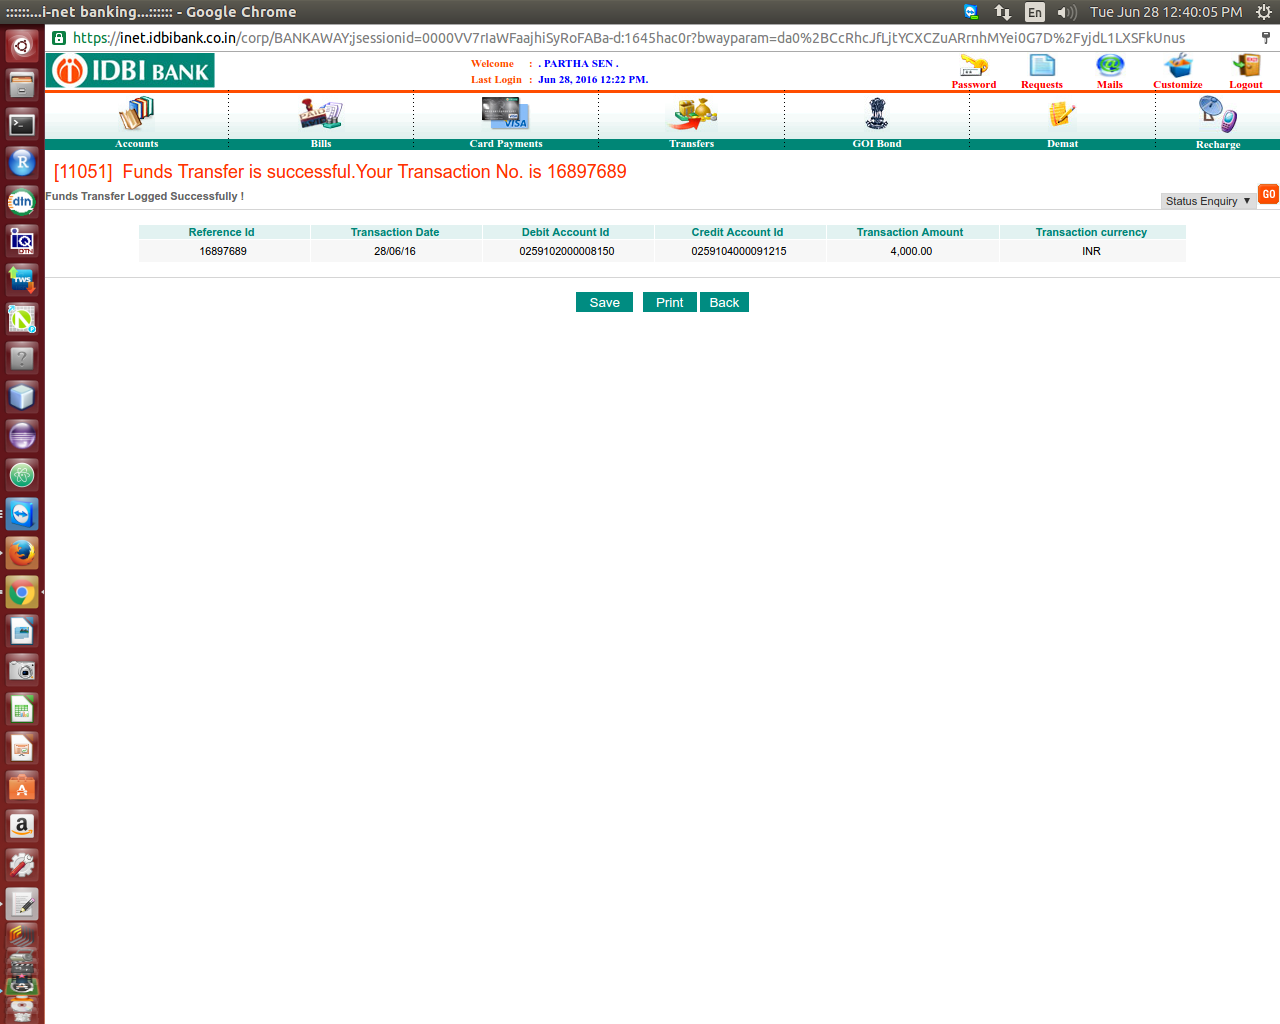 ::::::...i-net banking...:::::: - Google Chrome
En
Tue Jun 28 12:40:05 PM
https://inet.idbibank.co.in/corp/BANKAWAY;jsessionid=0000VV7rIaWFaajhiSyRoFABa-d:1645hac0r?bwayparam=da0%2BCcRhcJfLjtYCXCZuARrnhMYei0G7D%2FyjdL1LXSFkUnus
IDBI BANK
Welcome : . PARTHA SEN .
Last Login : Jun 28, 2016 12:22 PM.
Password Requests Mails Customize Logout
Accounts Bills Card Payments Transfers GOI Bond Demat Recharge
[11051] Funds Transfer is successful.Your Transaction No. is 16897689
Funds Transfer Logged Successfully !
Status Enquiry ▼ GO
Reference Id Transaction Date Debit Account Id Credit Account Id Transaction Amount Transaction currency
16897689 28/06/16 0259102000008150 0259104000091215 4,000.00 INR
Save Print Back